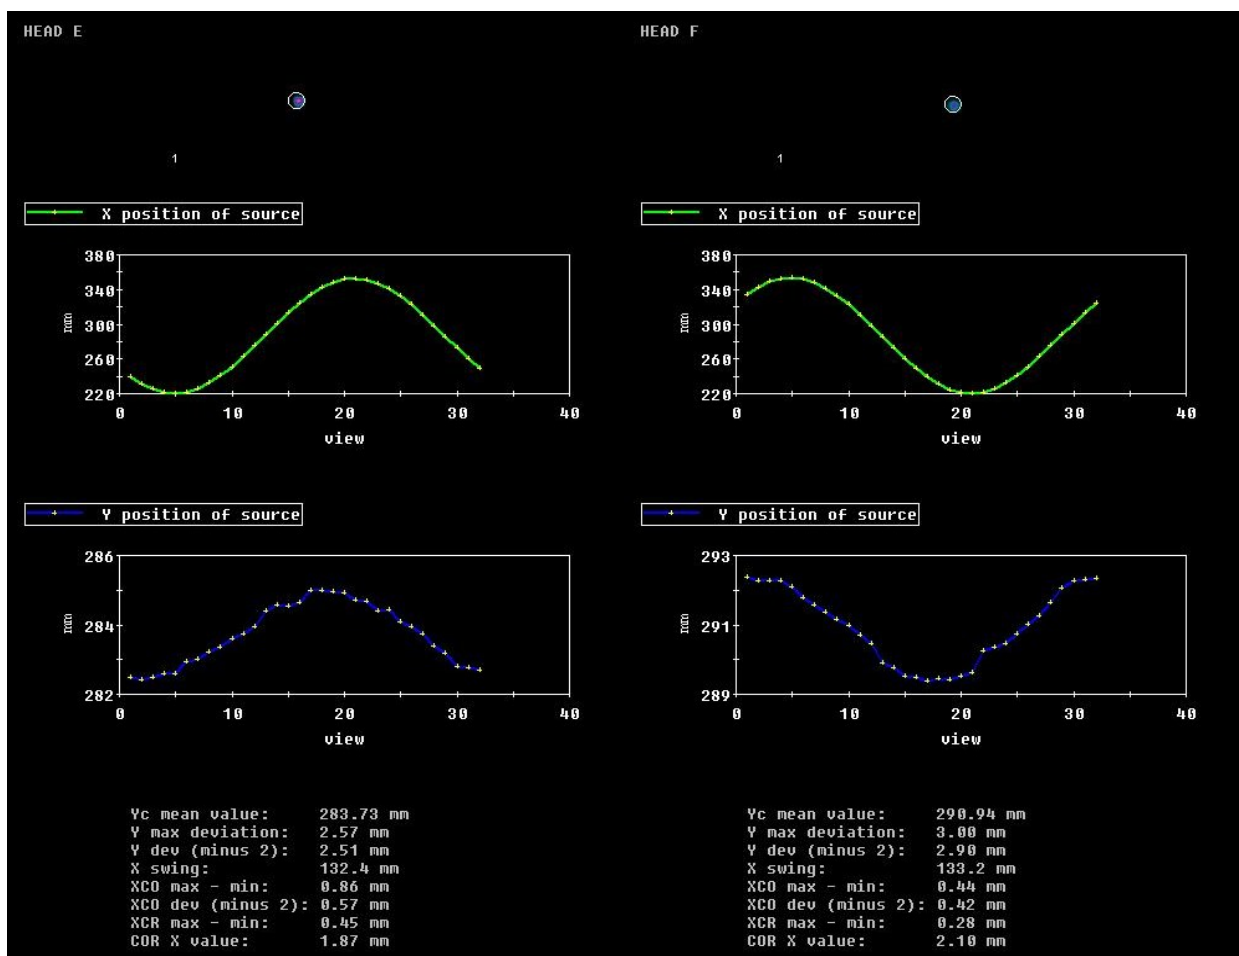 HEAD E
1
X position of source
380
340
300
260
220
mm
0 10 20 30 40
view
Y position of source
286
284
282
mm
0 10 20 30 40
view
Yc mean value: 283.73 mm
Y max deviation: 2.57 mm
Y dev (minus 2): 2.51 mm
X swing: 132.4 mm
XCO max - min: 0.86 mm
XCO dev (minus 2): 0.57 mm
XCR max - min: 0.45 mm
COR X value: 1.87 mm
HEAD F
1
X position of source
380
340
300
260
220
mm
0 10 20 30 40
view
Y position of source
293
291
289
mm
0 10 20 30 40
view
Yc mean value: 290.94 mm
Y max deviation: 3.00 mm
Y dev (minus 2): 2.90 mm
X swing: 133.2 mm
XCO max - min: 0.44 mm
XCO dev (minus 2): 0.42 mm
XCR max - min: 0.28 mm
COR X value: 2.10 mm